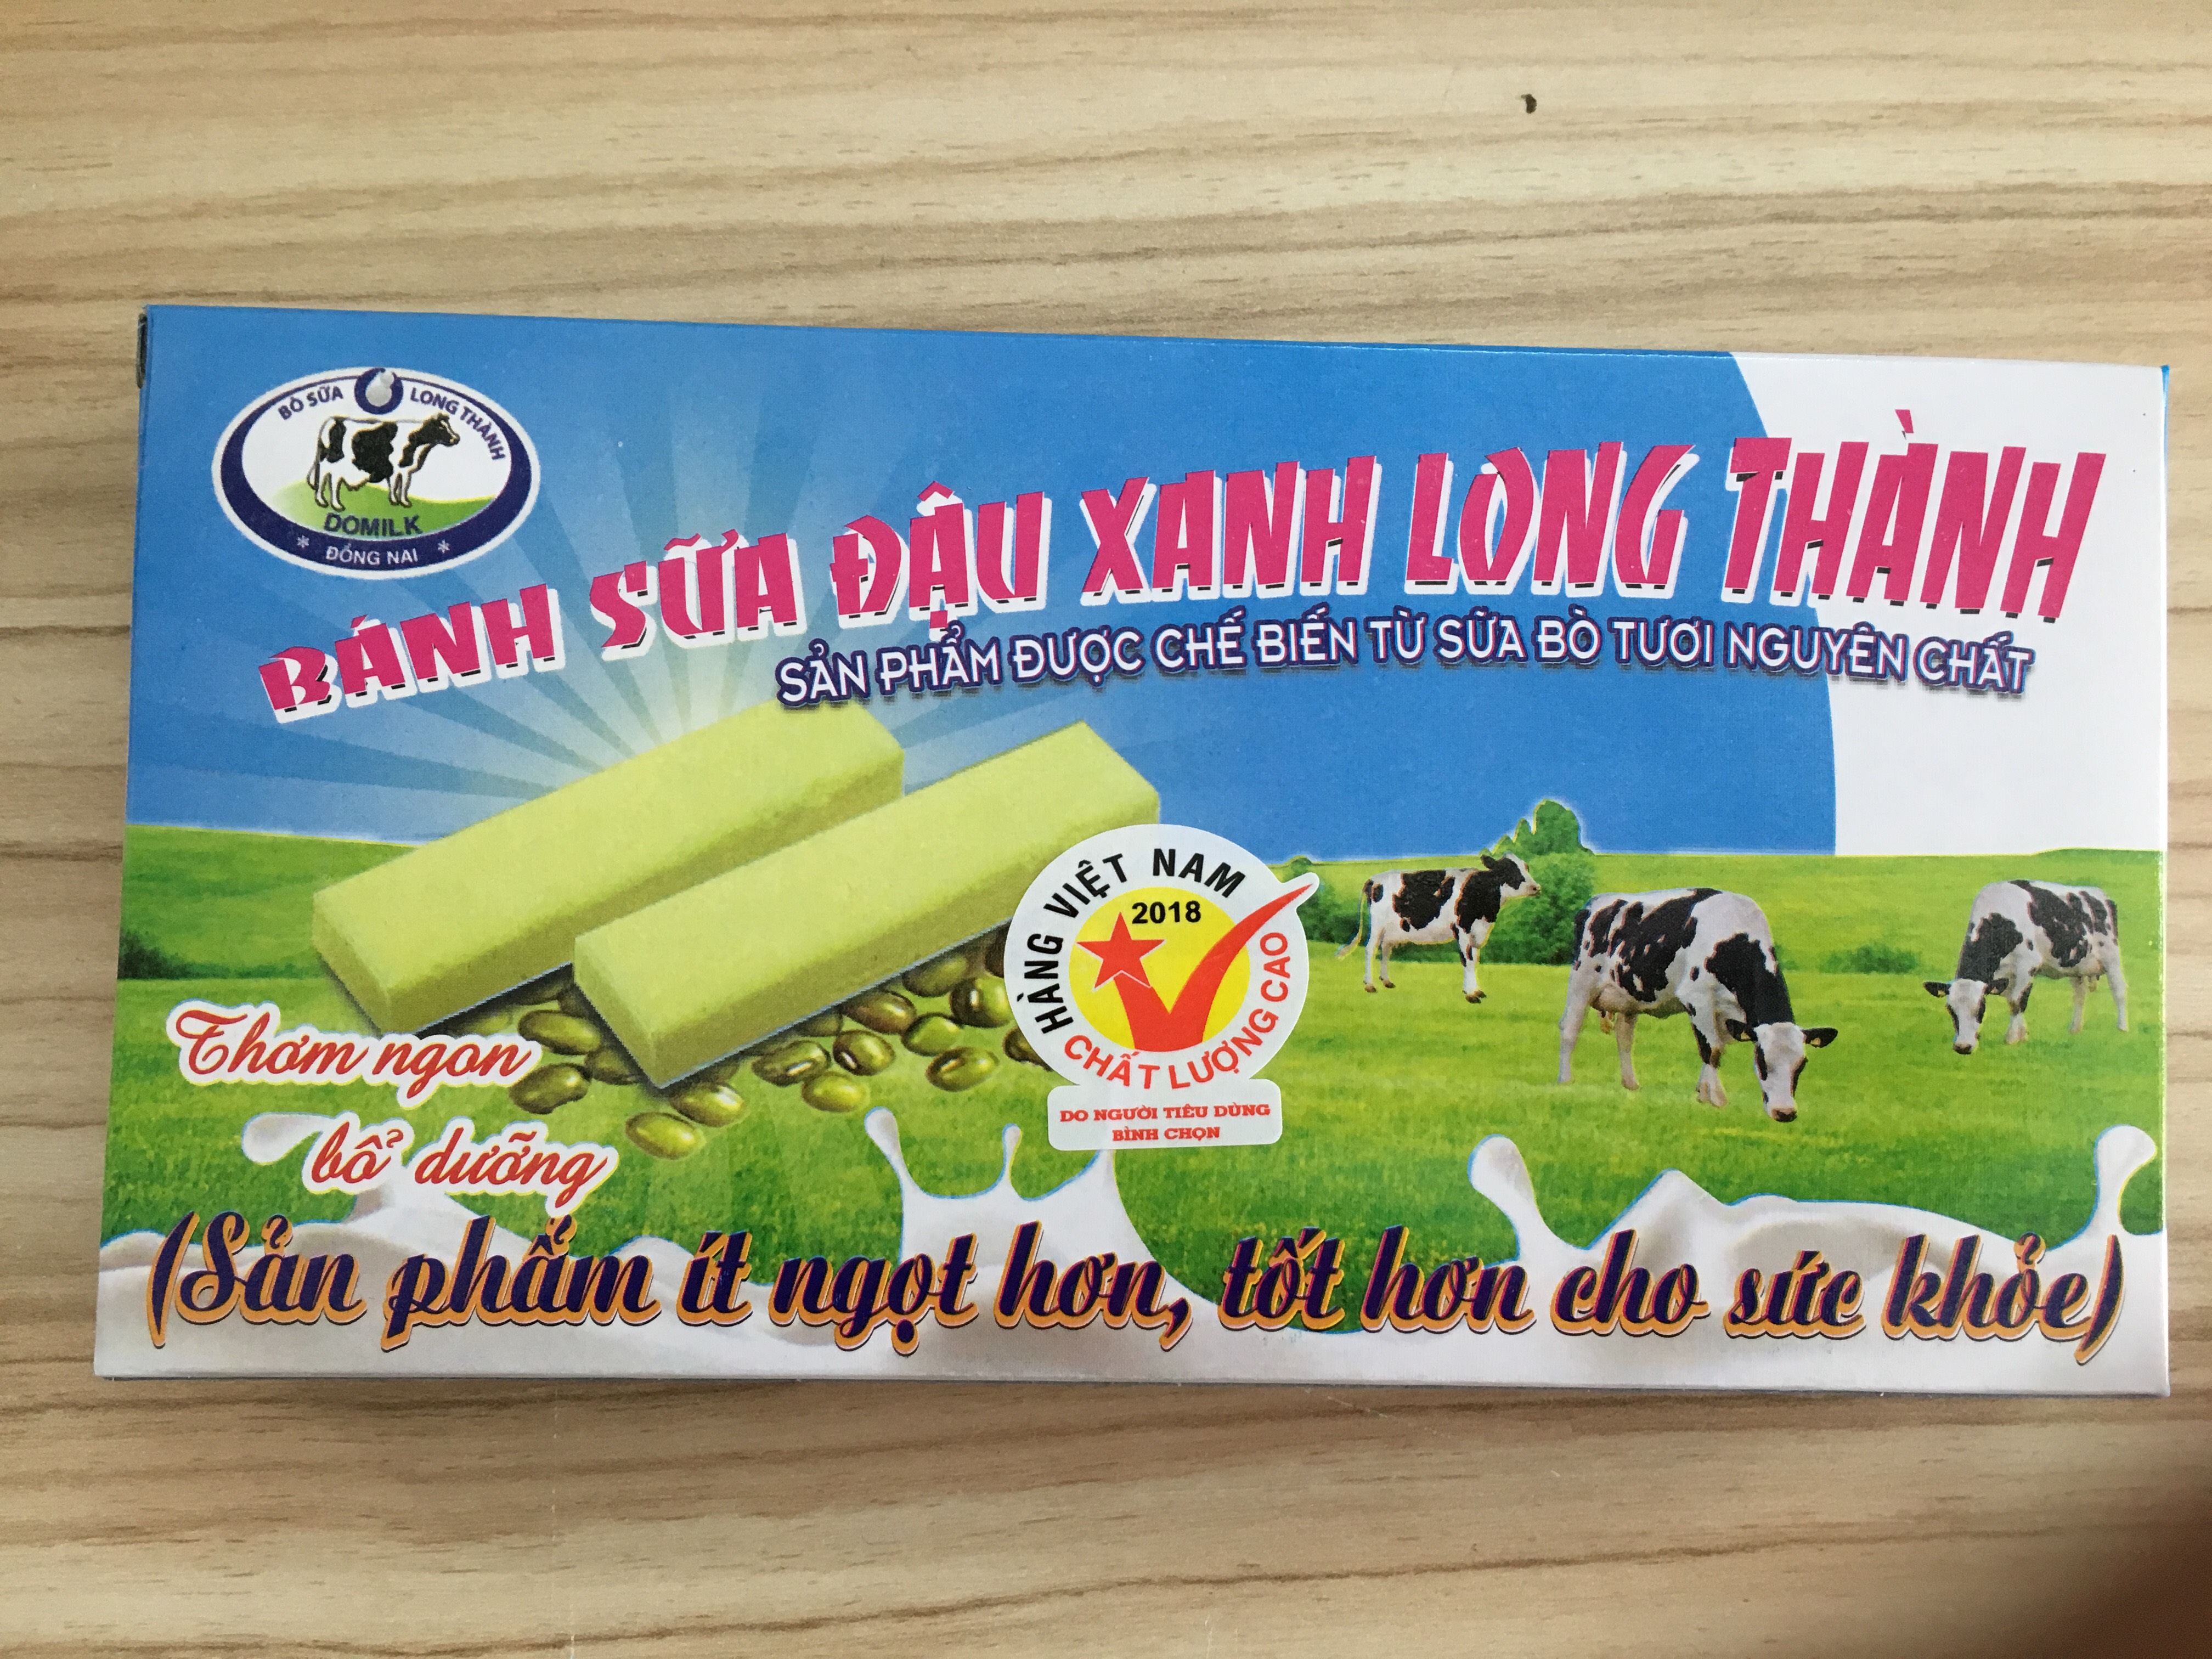 BÒ SỮA LONG THÀNH
DOMILK
* ĐỒNG NAI *
BÁNH SỮA ĐẬU XANH LONG THÀNH
SẢN PHẨM ĐƯỢC CHẾ BIẾN TỪ SỮA BÒ TƯƠI NGUYÊN CHẤT
HÀNG VIỆT NAM
2018
CHẤT LƯỢNG CAO
DO NGƯỜI TIÊU DÙNG
BÌNH CHỌN
Thơm ngon
bổ dưỡng
(Sản phẩm ít ngọt hơn, tốt hơn cho sức khỏe)